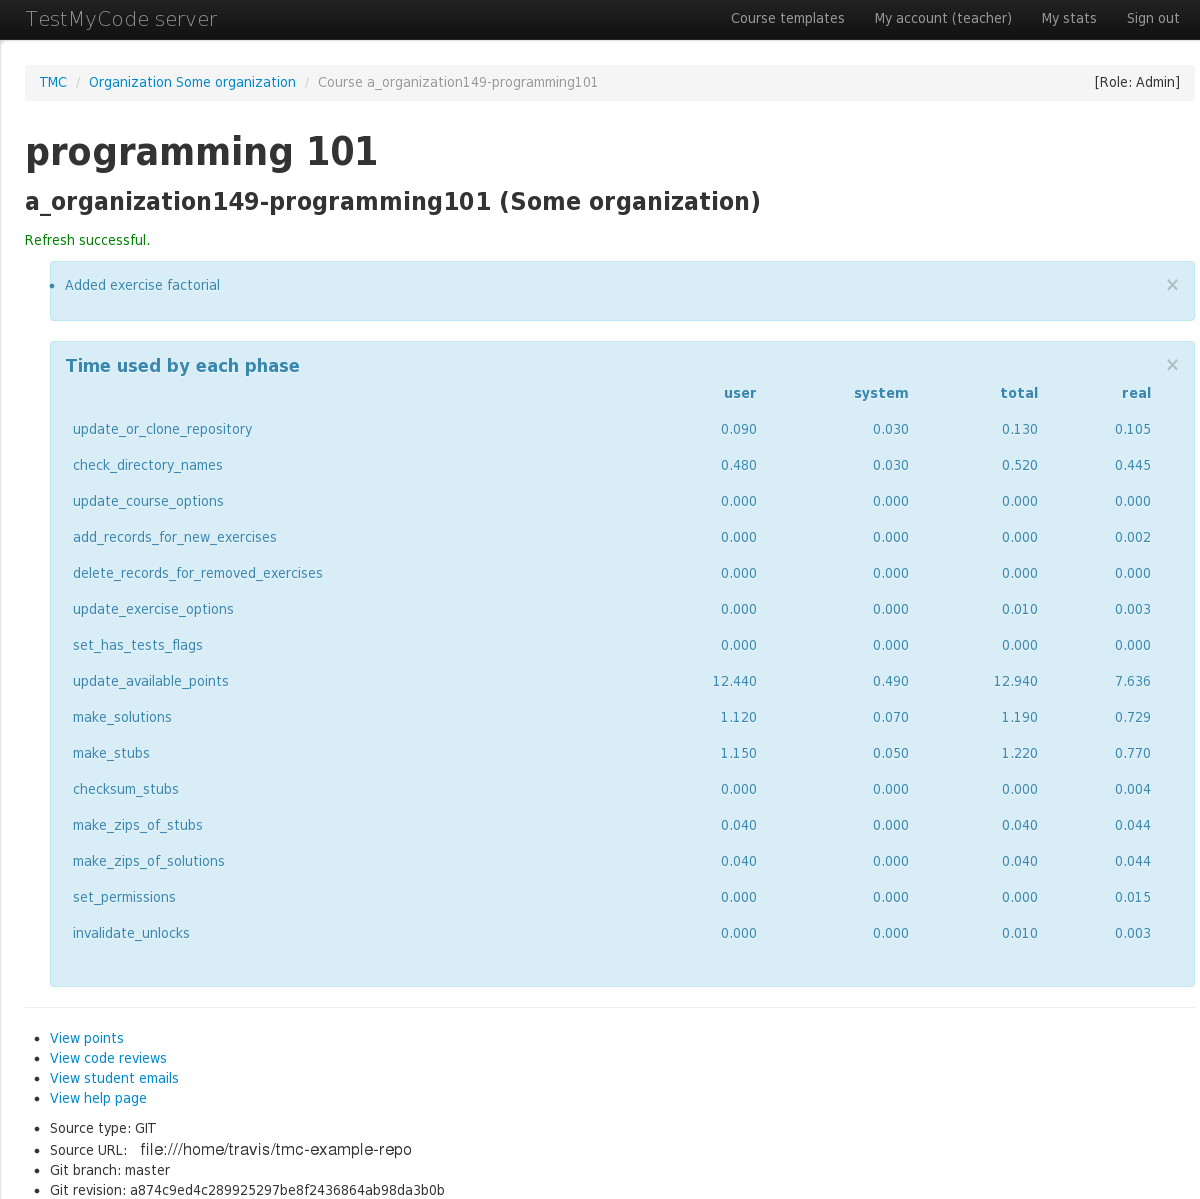 TestMyCode server Course templates My account (teacher) My stats Sign out
TMC / Organization Some organization / Course a_organization149-programming101 [Role: Admin]
programming 101
a_organization149-programming101 (Some organization)
Refresh successful.
• Added exercise factorial ×
Time used by each phase ×
user system total real
update_or_clone_repository 0.090 0.030 0.130 0.105
check_directory_names 0.480 0.030 0.520 0.445
update_course_options 0.000 0.000 0.000 0.000
add_records_for_new_exercises 0.000 0.000 0.000 0.002
delete_records_for_removed_exercises 0.000 0.000 0.000 0.000
update_exercise_options 0.000 0.000 0.010 0.003
set_has_tests_flags 0.000 0.000 0.000 0.000
update_available_points 12.440 0.490 12.940 7.636
make_solutions 1.120 0.070 1.190 0.729
make_stubs 1.150 0.050 1.220 0.770
checksum_stubs 0.000 0.000 0.000 0.004
make_zips_of_stubs 0.040 0.000 0.040 0.044
make_zips_of_solutions 0.040 0.000 0.040 0.044
set_permissions 0.000 0.000 0.000 0.015
invalidate_unlocks 0.000 0.000 0.010 0.003
• View points
• View code reviews
• View student emails
• View help page
• Source type: GIT
• Source URL: file:///home/travis/tmc-example-repo
• Git branch: master
• Git revision: a874c9ed4c289925297be8f2436864ab98da3b0b